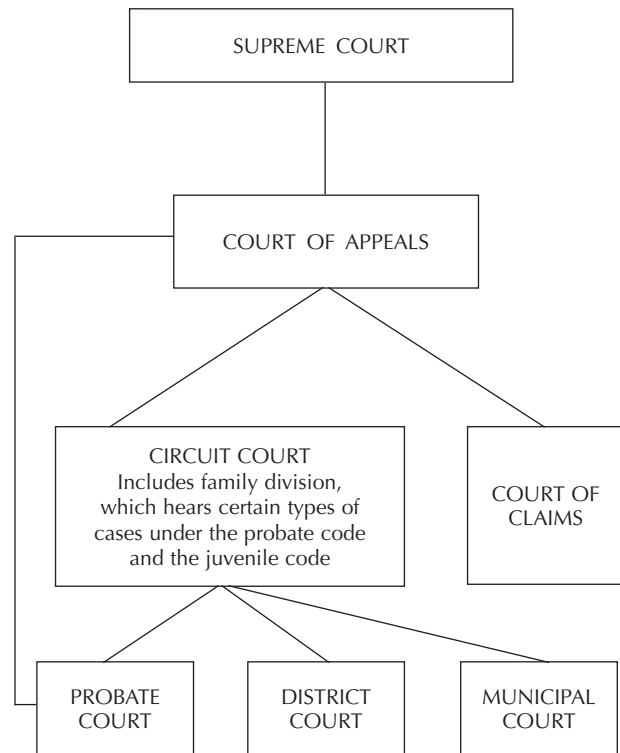 SUPREME COURT
COURT OF APPEALS
CIRCUIT COURT
Includes family division,
which hears certain types of
cases under the probate code
and the juvenile code
COURT OF
CLAIMS
PROBATE
COURT
DISTRICT
COURT
MUNICIPAL
COURT